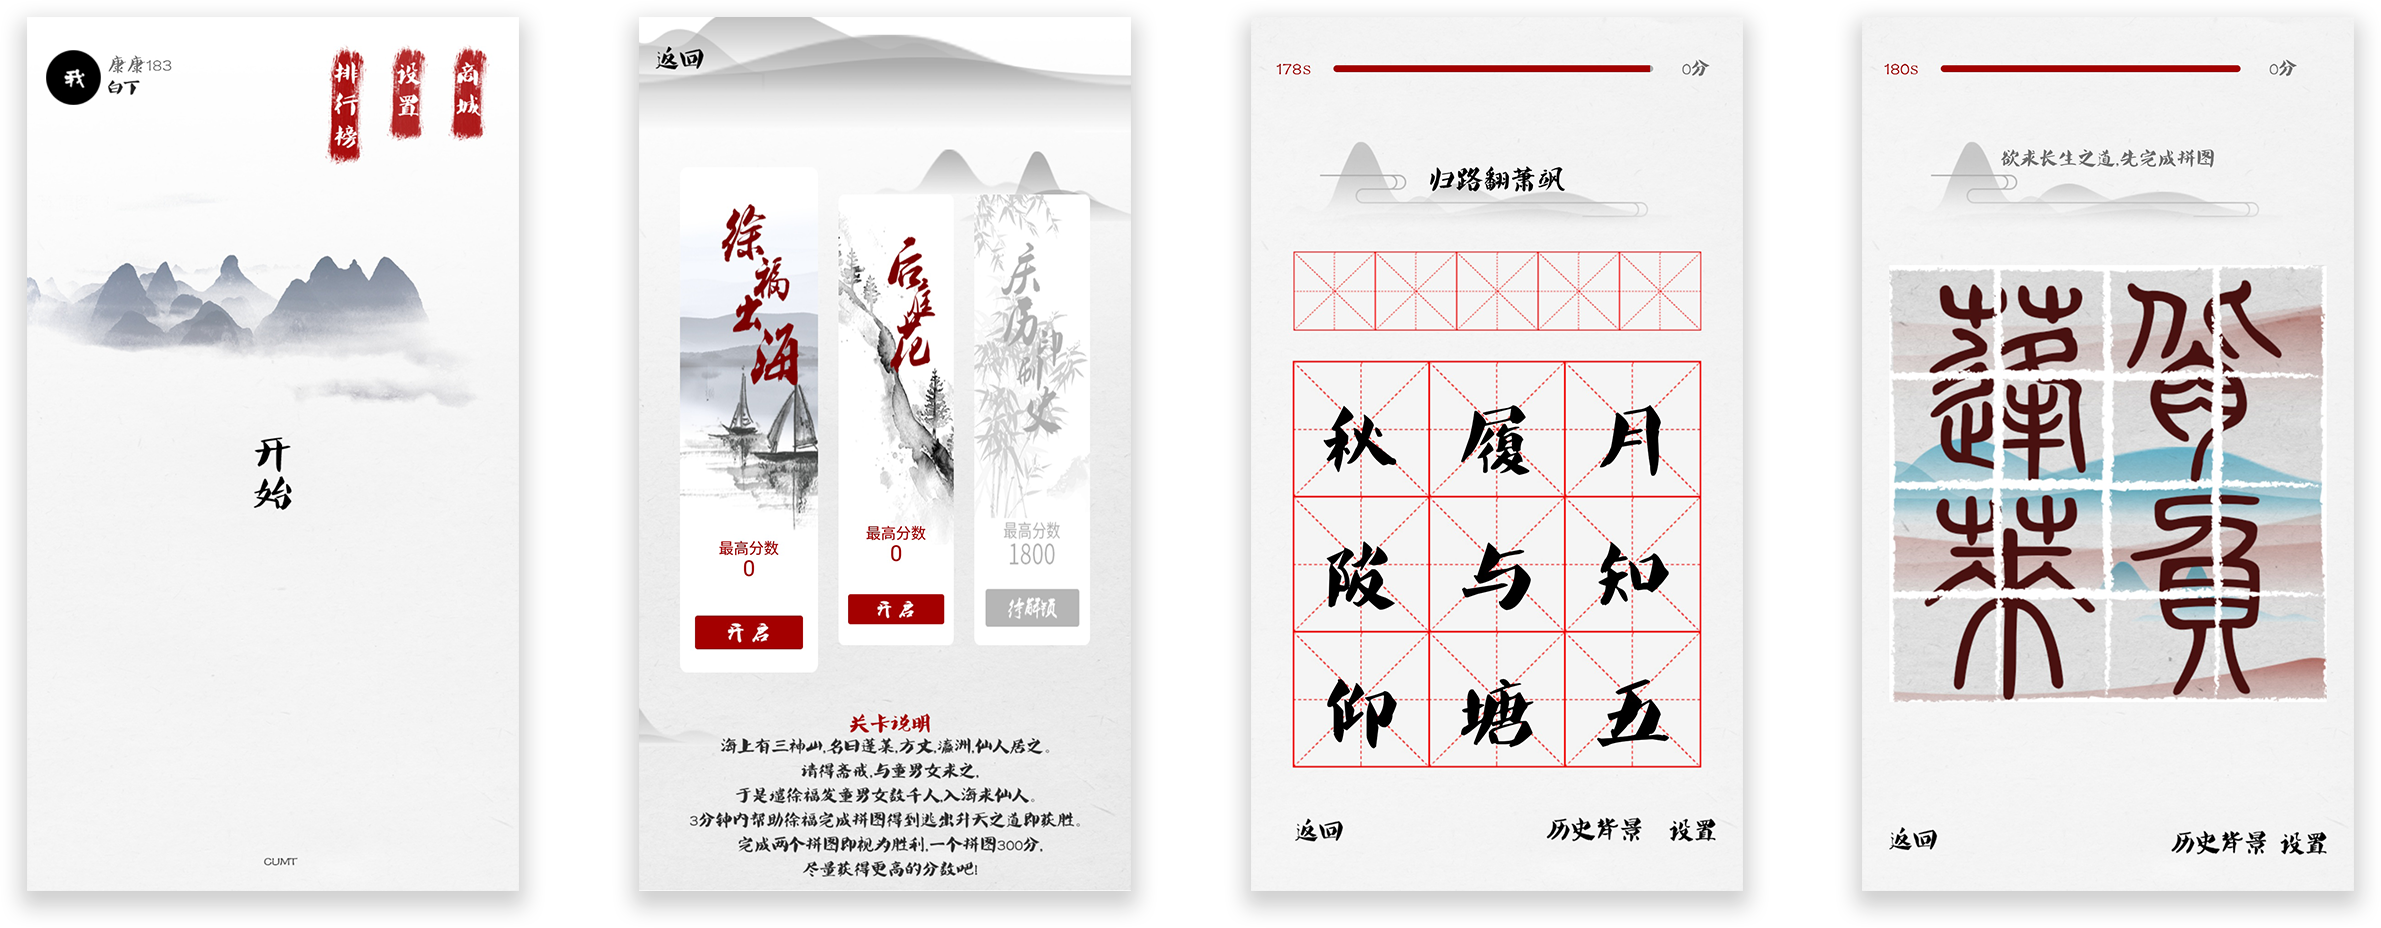 我
康康183
白丁
排行榜
设置
商城
开始
CUMT
返回
徐福出海
最高分数
0
开启
后庭花
最高分数
0
开启
庆历印刷史
最高分数
1800
待解锁
关卡说明
海上有三神山,名曰蓬莱,方丈,瀛洲,仙人居之。
请得斋戒,与童男女求之,
于是遣徐福发童男女数千人,入海求仙人。
3分钟内帮助徐福完成拼图得到逃出升天之道即获胜。
完成两个拼图即视为胜利,一个拼图300分,
尽量获得更高的分数吧!
178s
0分
归路翻萧飒
秋 履 月
陂 与 知
仰 塘 五
返回
历史背景
设置
180s
0分
欲求长生之道,先完成拼图
蓬莱
返回
历史背景
设置